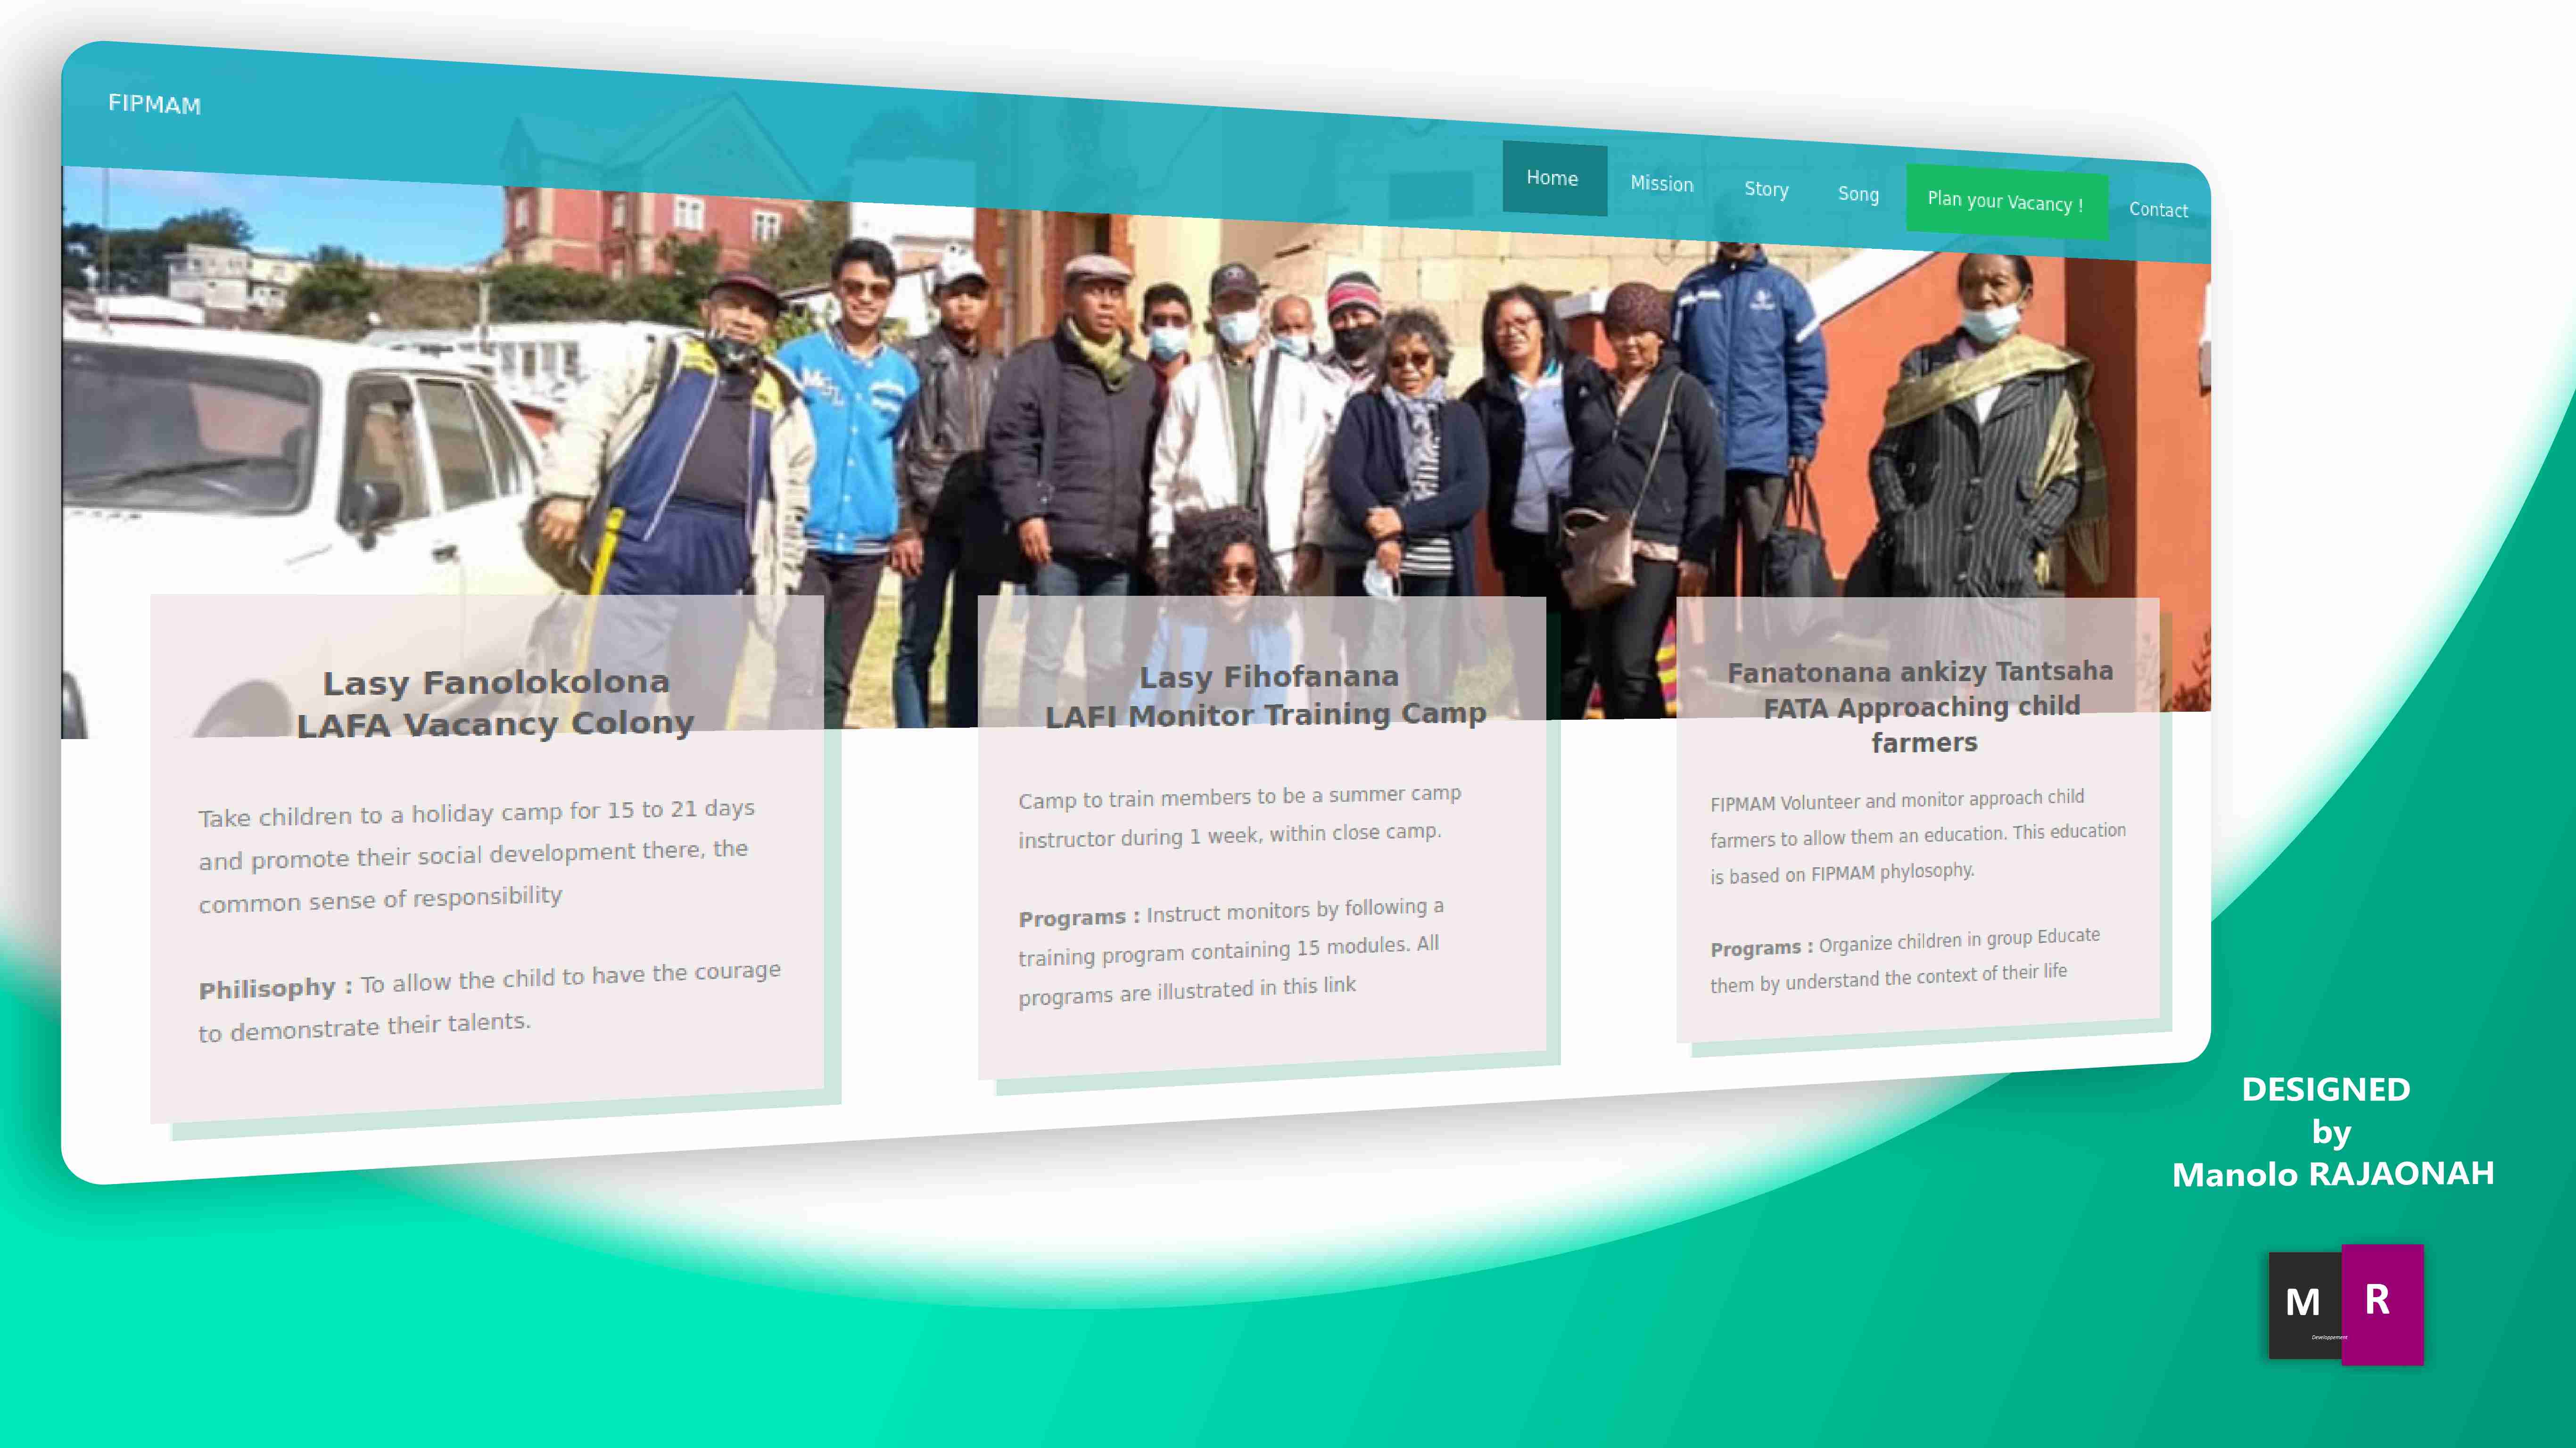 FIPMAM
Home
Mission
Story
Song
Plan your Vacancy !
Contact
Lasy Fanolokolona
LAFA Vacancy Colony
Take children to a holiday camp for 15 to 21 days
and promote their social development there, the
common sense of responsibility
Philisophy : To allow the child to have the courage
to demonstrate their talents.
Lasy Fihofanana
LAFI Monitor Training Camp
Camp to train members to be a summer camp
instructor during 1 week, within close camp.
Programs : Instruct monitors by following a
training program containing 15 modules. All
programs are illustrated in this link
Fanatonana ankizy Tantsaha
FATA Approaching child
farmers
FIPMAM Volunteer and monitor approach child
farmers to allow them an education. This education
is based on FIPMAM phylosophy.
Programs : Organize children in group Educate
them by understand the context of their life
DESIGNED
by
Manolo RAJAONAH
M R
Developpement